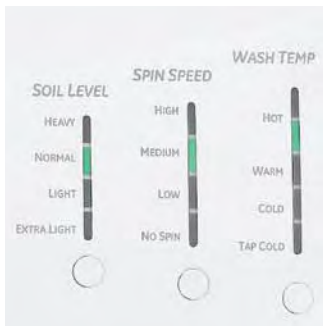 SOIL LEVEL
HEAVY
NORMAL
LIGHT
EXTRA LIGHT
SPIN SPEED
HIGH
MEDIUM
LOW
NO SPIN
WASH TEMP
HOT
WARM
COLD
TAP COLD